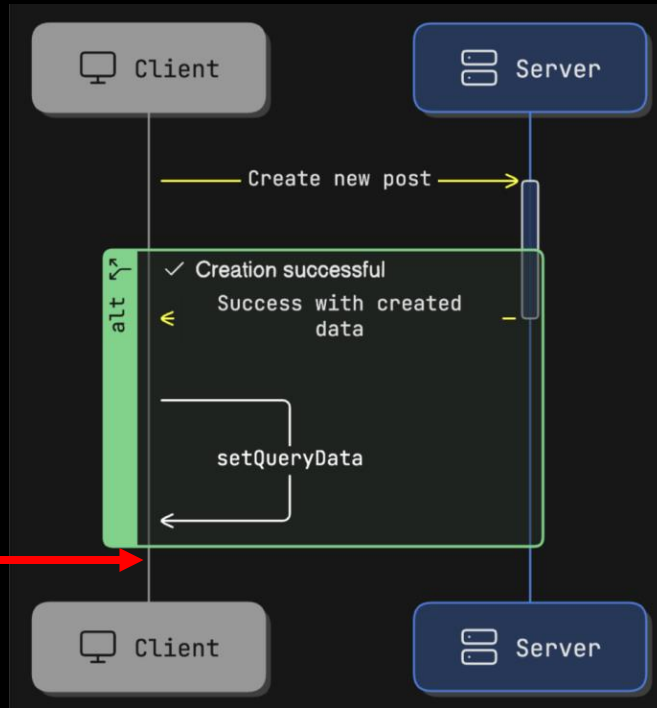 Client
Server
Create new post
alt
Creation successful
Success with created
data
setQueryData
Client
Server